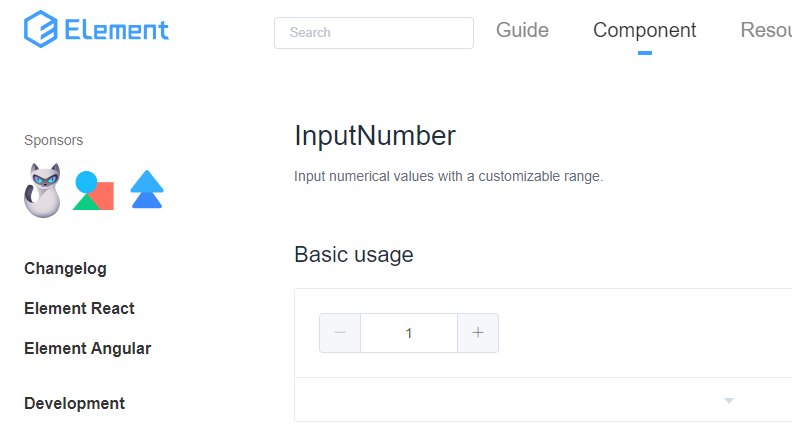 Element
Search
Guide
Component
Resou
Sponsors
InputNumber
Input numerical values with a customizable range.
Basic usage
Changelog
Element React
Element Angular
Development
− 1 +